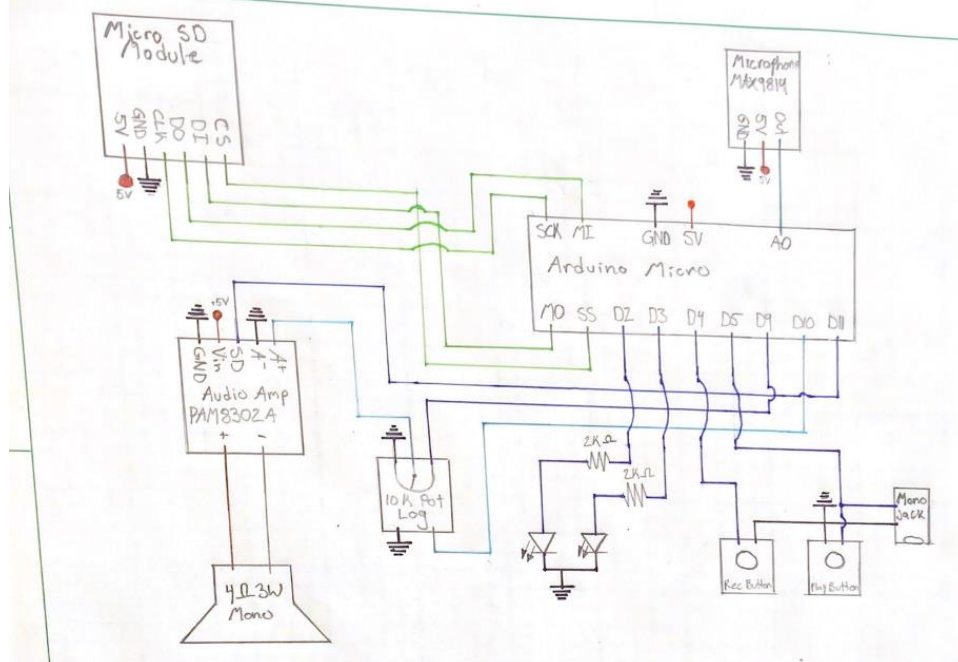 Micro SD
Module
5V GND CLK DO DI CS
5V
Microphone
MAX9814
GND 5V Out
5V
SCK MI GND 5V A0
Arduino Micro
MO SS D2 D3 D4 D5 D9 D10 D11
+5V
GND Vin SD A- A+
Audio Amp
PAM8302A
+ -
2KΩ
2KΩ
10K Pot
Log
Mono
Jack
Rec Button
Play Button
4Ω 3W
Mono